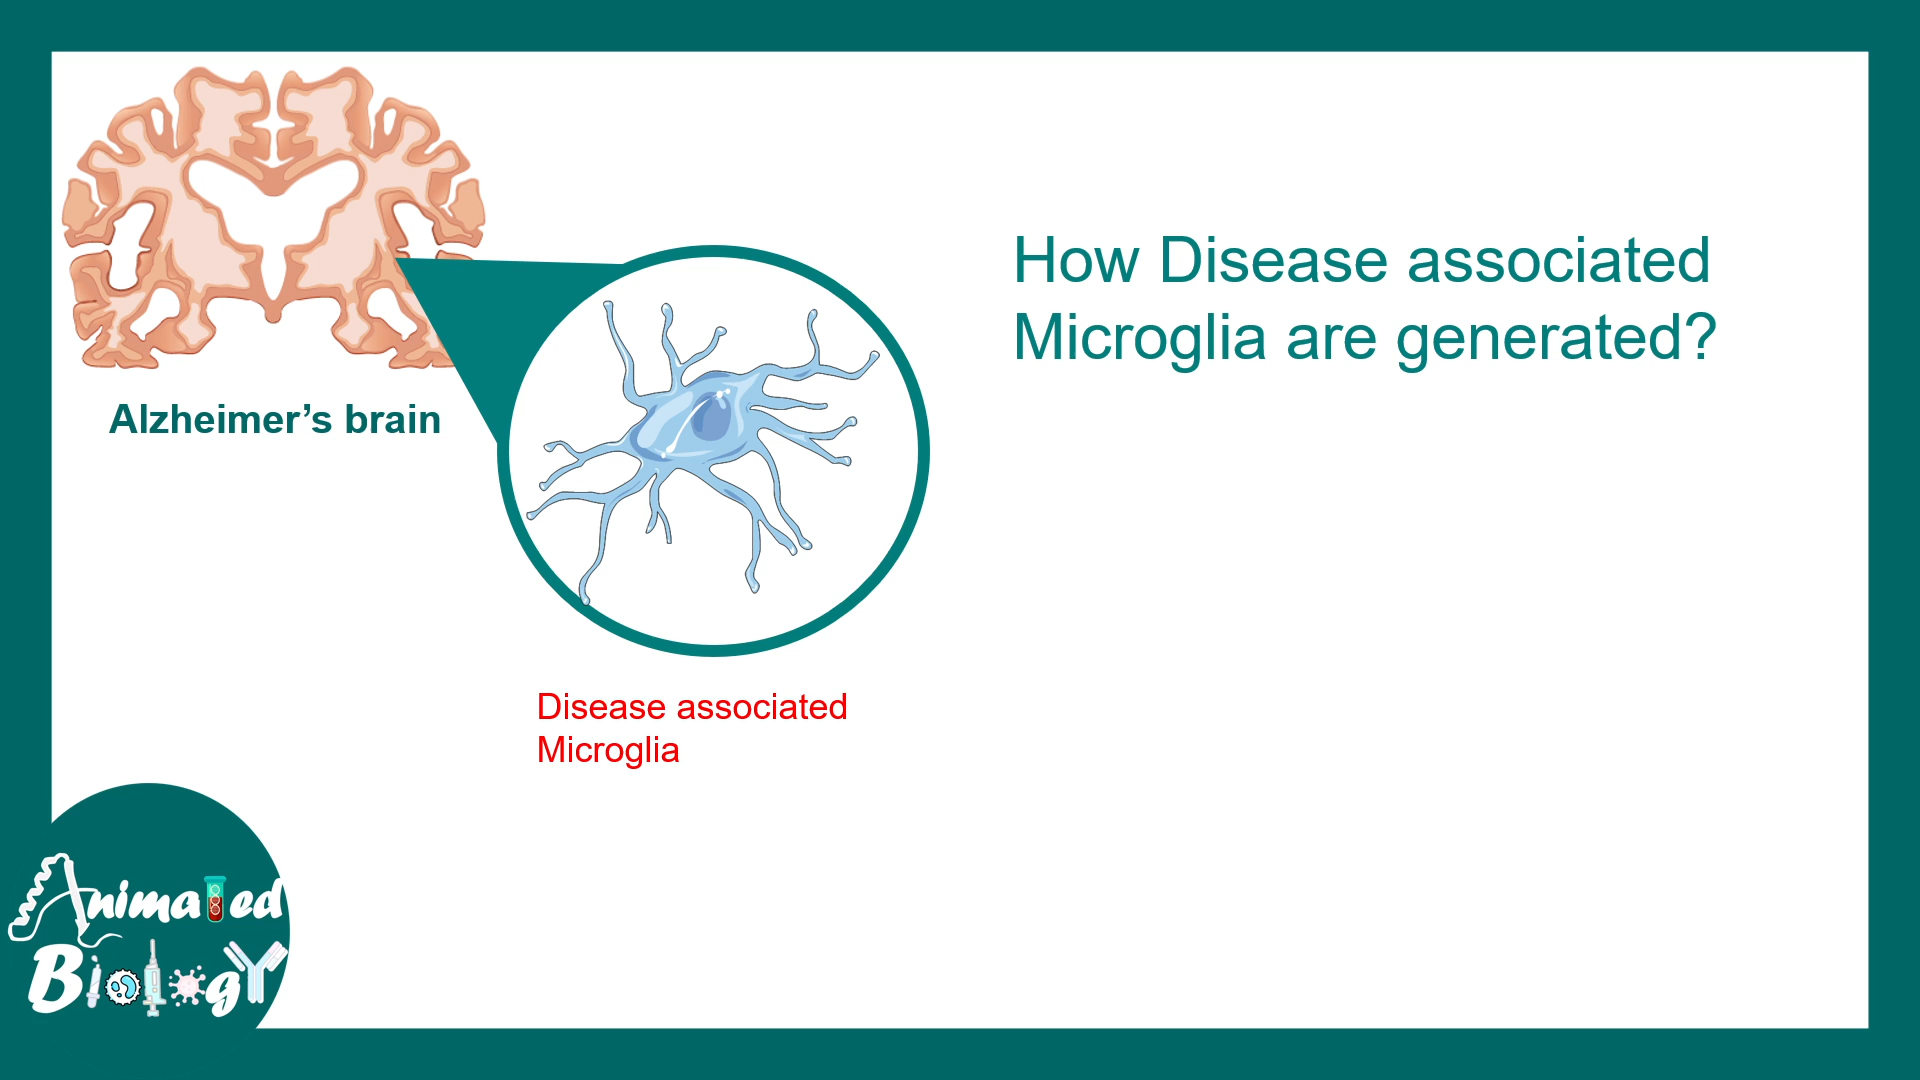 How Disease associated
Microglia are generated?
Alzheimer’s brain
Disease associated
Microglia
Animated
Biology